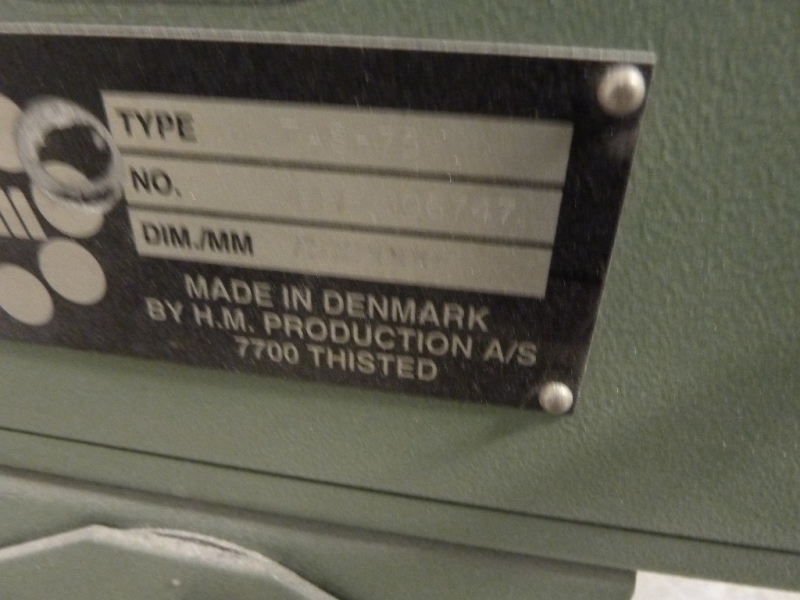 TYPE
NO.
DIM./MM
MADE IN DENMARK
BY H.M. PRODUCTION A/S
7700 THISTED